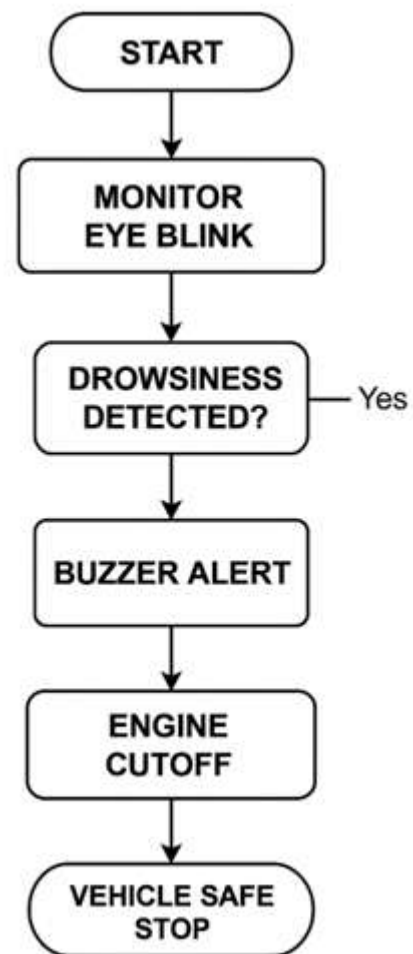 START
MONITOR
EYE BLINK
DROWSINESS
DETECTED?
Yes
BUZZER ALERT
ENGINE
CUTOFF
VEHICLE SAFE
STOP